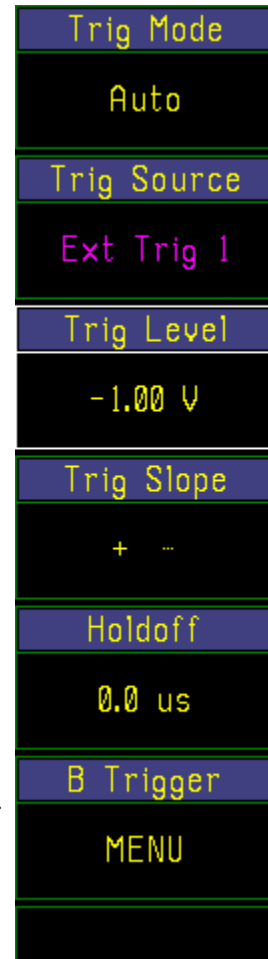 Trig Mode
Auto
Trig Source
Ext Trig 1
Trig Level
-1.00 V
Trig Slope
+ -
Holdoff
0.0 us
B Trigger
MENU